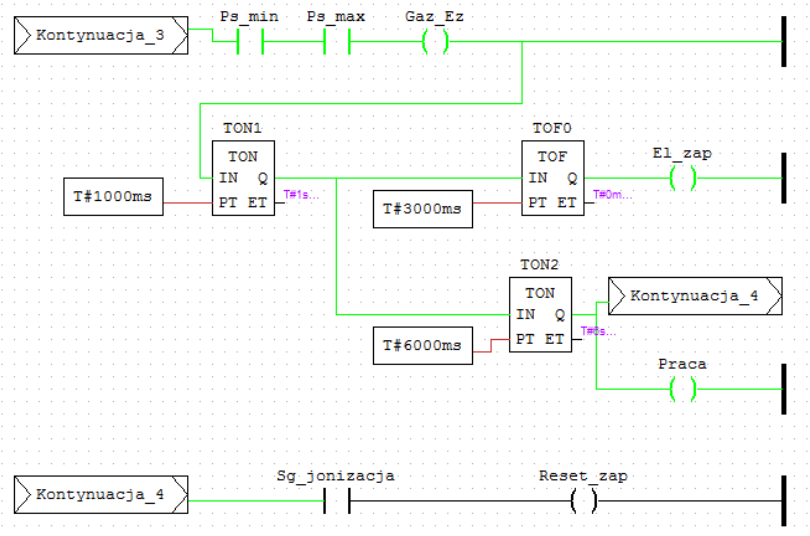 Ps_min Ps_max Gaz_Ez
Kontynuacja_3
TON1 TOF0
TON TOF El_zap
IN Q IN Q
T#1000ms PT ET T#1s... T#3000ms PT ET T#0m...
TON2
TON Kontynuacja_4
IN Q
T#6000ms PT ET T#6s...
Praca
Sg_jonizacja Reset_zap
Kontynuacja_4